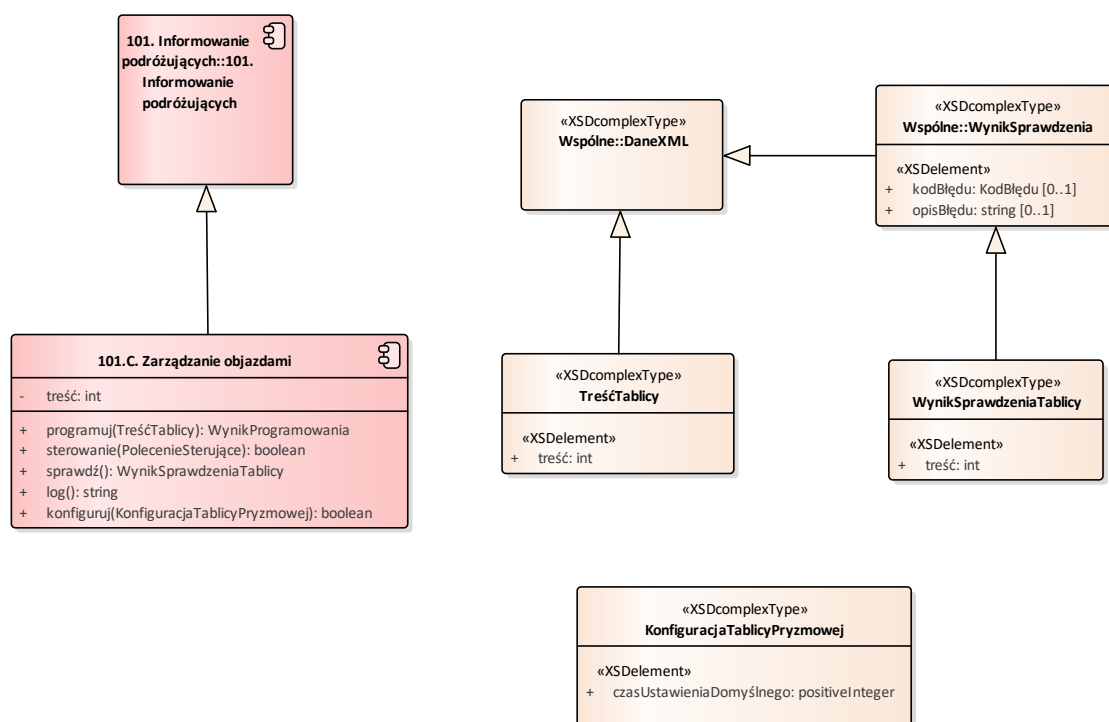 101. Informowanie
podróżujących::101.
Informowanie
podróżujących
«XSDcomplexType»
Wspólne::DaneXML
«XSDcomplexType»
Wspólne::WynikSprawdzenia
«XSDelement»
+ kodBłędu: KodBłędu [0..1]
+ opisBłędu: string [0..1]
101.C. Zarządzanie objazdami
- treść: int
+ programuj(TreśćTablicy): WynikProgramowania
+ sterowanie(PolecenieSterujące): boolean
+ sprawdź(): WynikSprawdzeniaTablicy
+ log(): string
+ konfiguruj(KonfiguracjaTablicyPryzmowej): boolean
«XSDcomplexType»
TreśćTablicy
«XSDelement»
+ treść: int
«XSDcomplexType»
WynikSprawdzeniaTablicy
«XSDelement»
+ treść: int
«XSDcomplexType»
KonfiguracjaTablicyPryzmowej
«XSDelement»
+ czasUstawieniaDomyślnego: positiveInteger